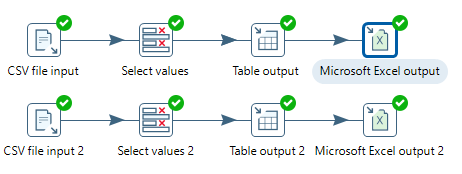 CSV file input
Select values
Table output
Microsoft Excel output
CSV file input 2
Select values 2
Table output 2
Microsoft Excel output 2